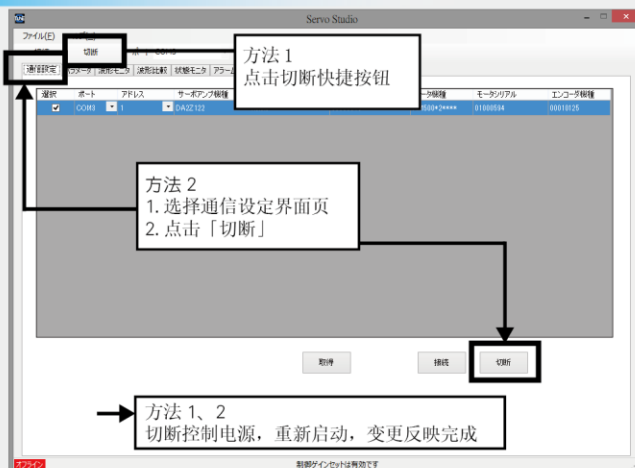 Servo Studio
ファイル(F)
切断
COM3
方法 1
点击切断快捷按钮
通信設定 パラメータ 波形モニタ 波形比較 状態モニタ アラーム
選択 ポート アドレス サーボアンプ機種 モータシリアル エンコーダ機種
COM3 1 DA2Z122 01000594 00010125
方法 2
1. 选择通信设定界面页
2. 点击「切断」
取得 接続 切断
方法 1、2
切断控制电源，重新启动，变更反映完成
オフライン 制御ゲインセットは有効です